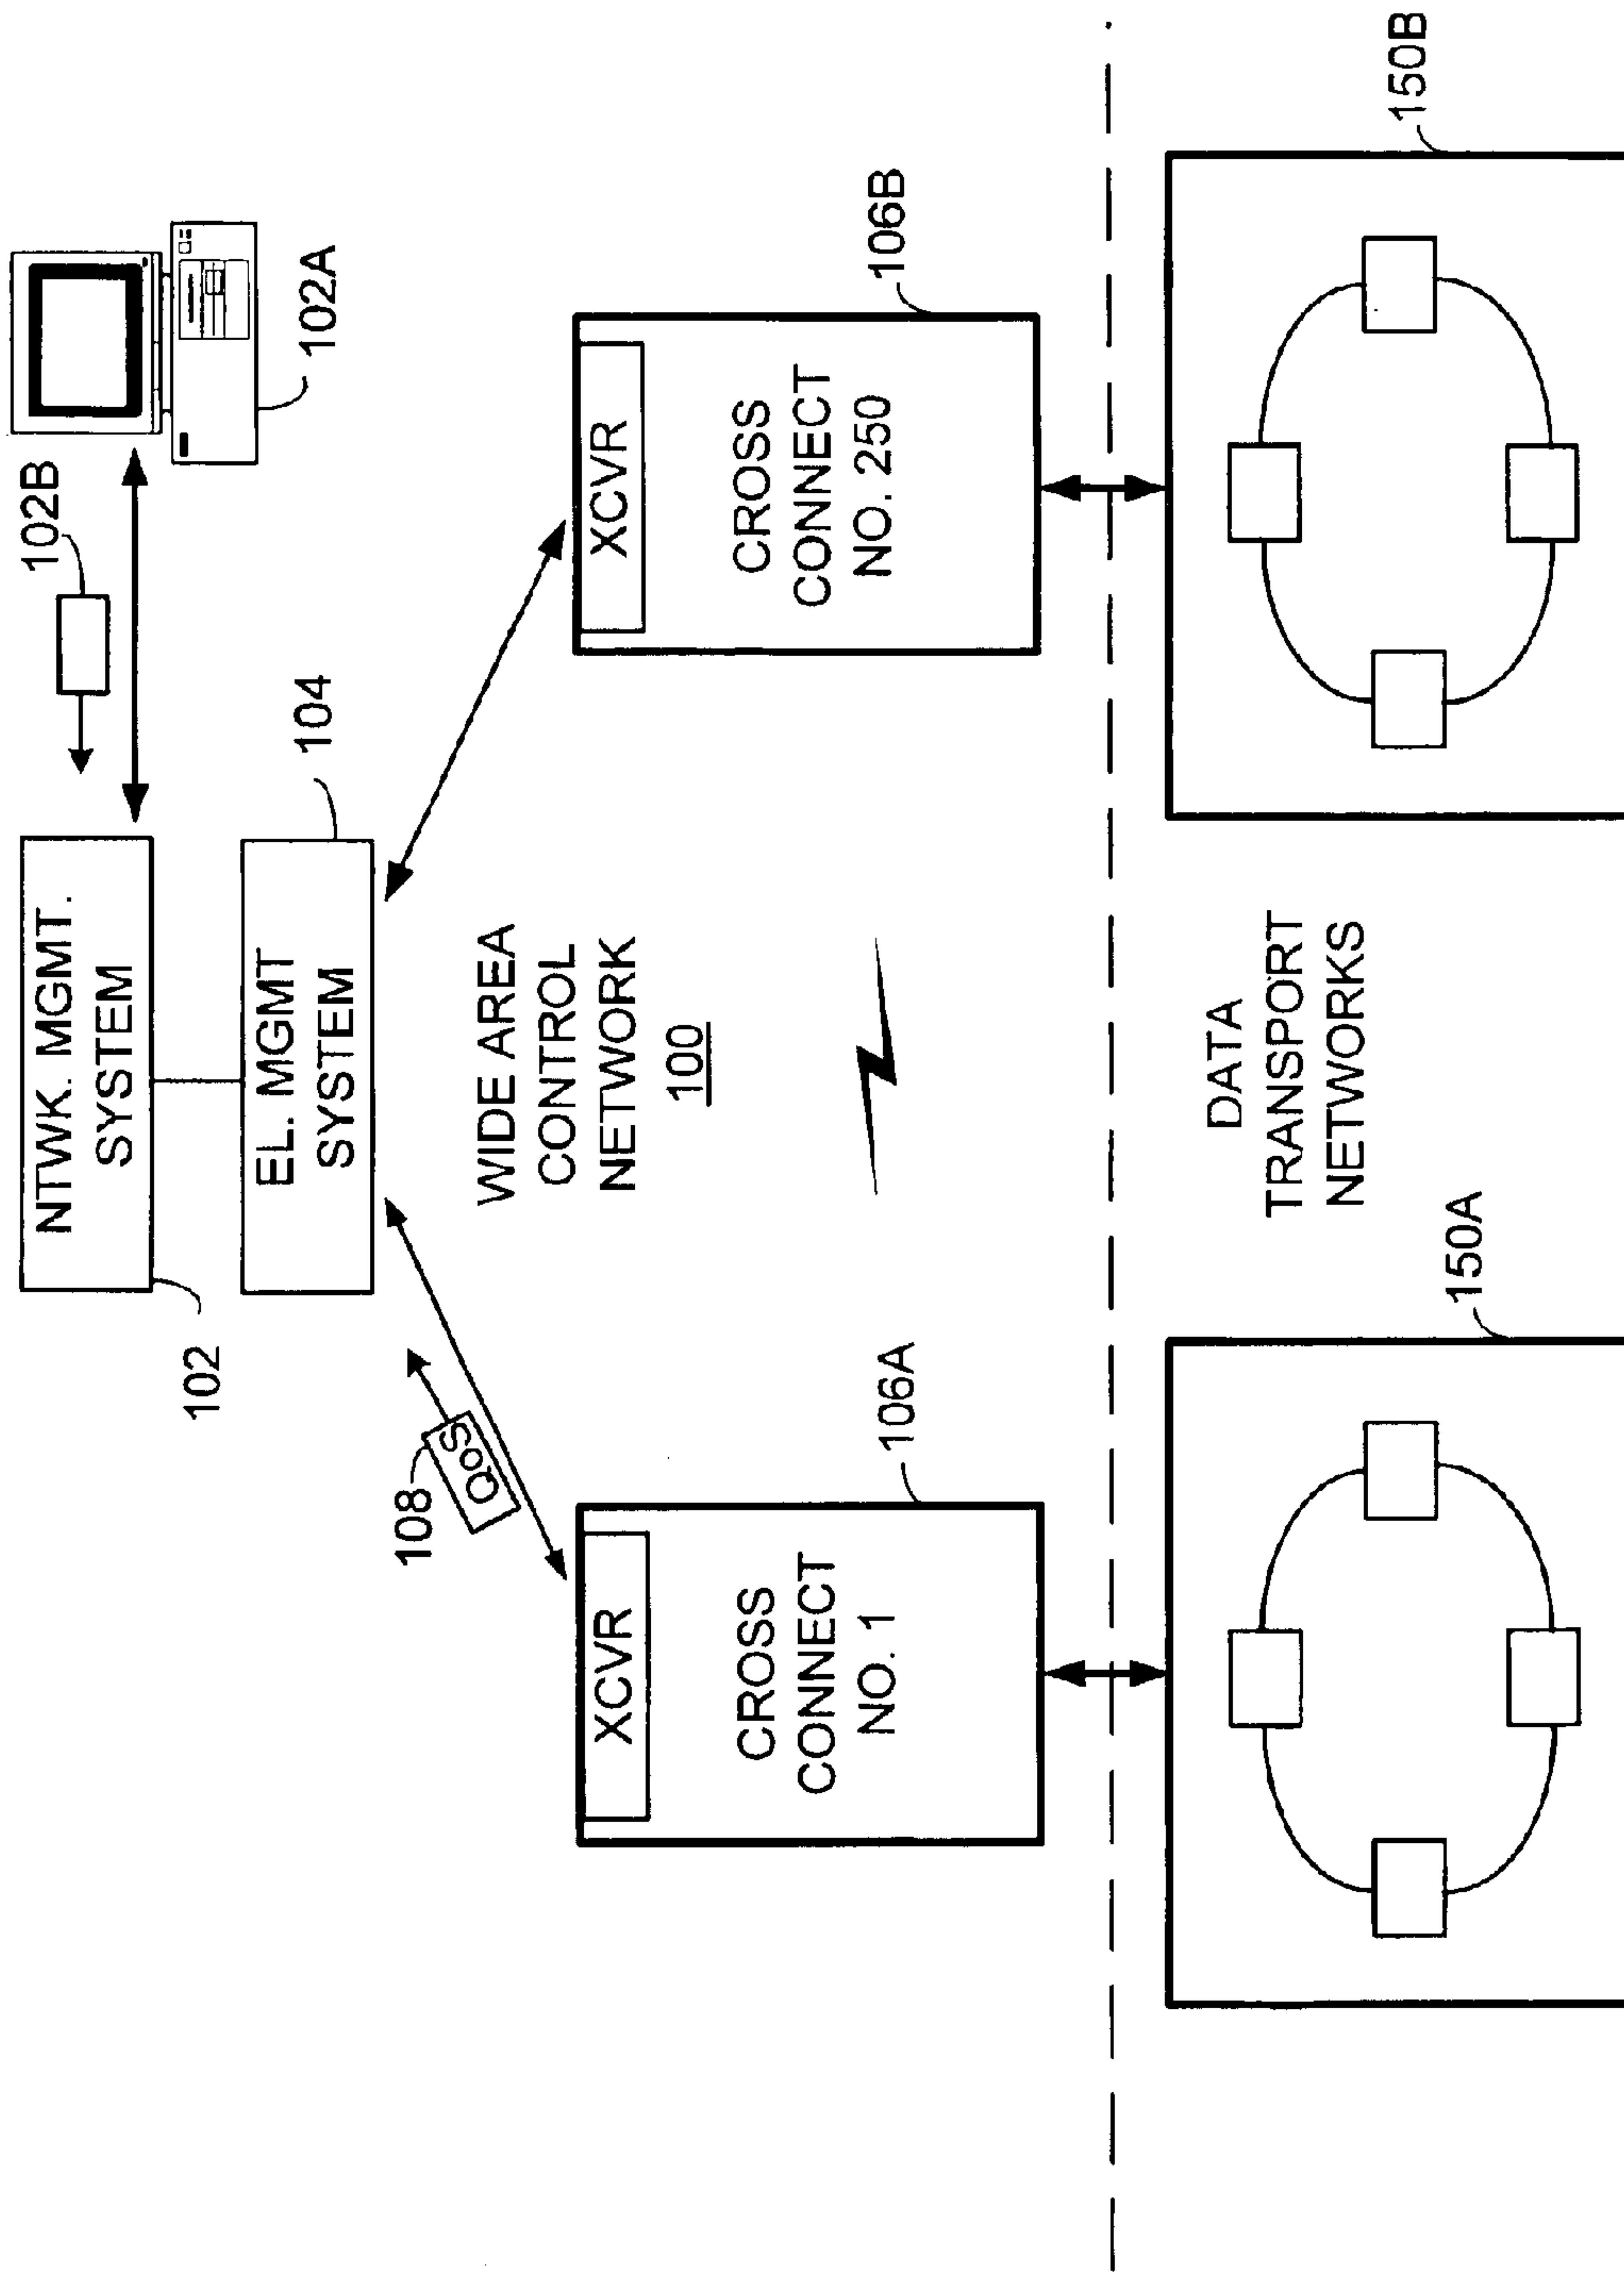 NTWK. MGMT.
SYSTEM
102
102B
102A
EL. MGMT
SYSTEM
104
108
QoS
WIDE AREA
CONTROL
NETWORK
100
XCVR
CROSS
CONNECT
NO. 1
106A
XCVR
CROSS
CONNECT
NO. 250
106B
DATA
TRANSPORT
NETWORKS
150A
150B